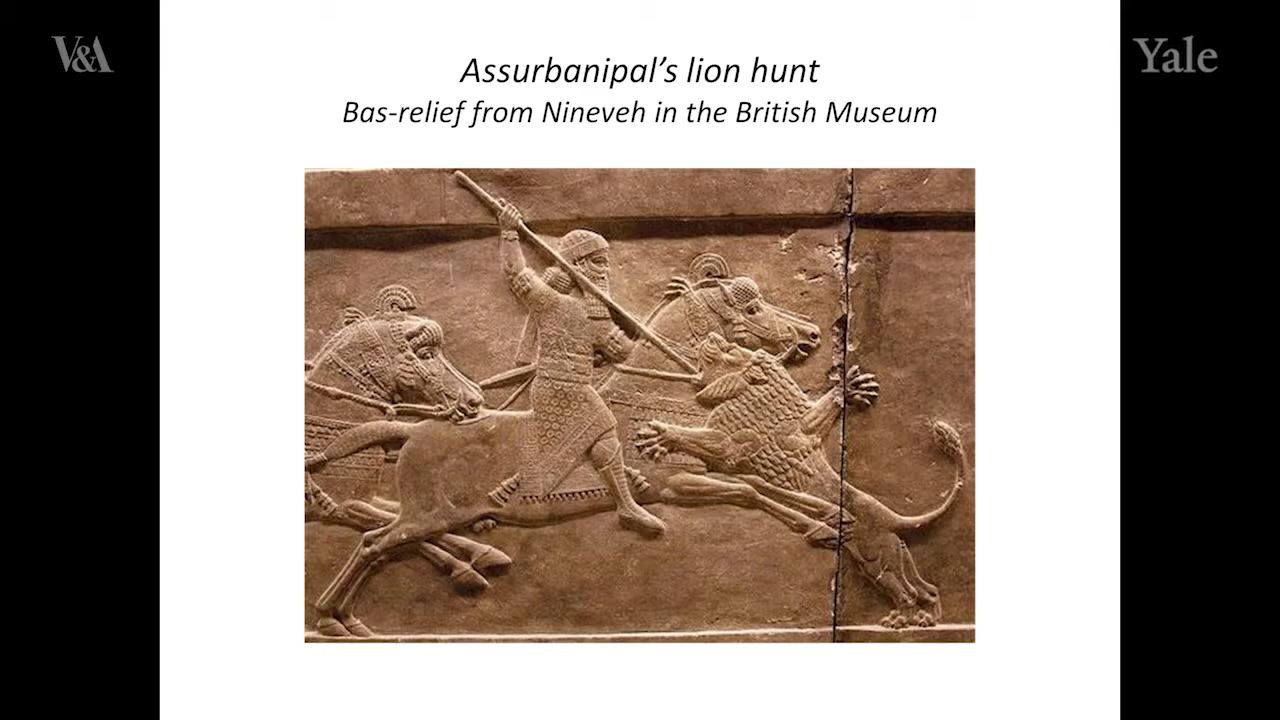 V&A
Yale
Assurbanipal’s lion hunt
Bas-relief from Nineveh in the British Museum